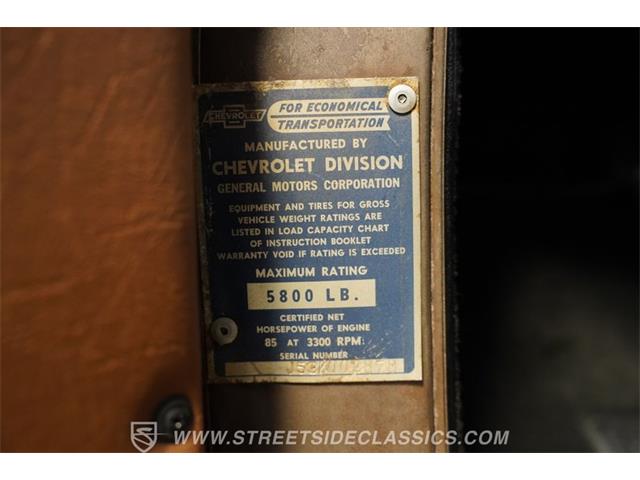 CHEVROLET
FOR ECONOMICAL
TRANSPORTATION
MANUFACTURED BY
CHEVROLET DIVISION
GENERAL MOTORS CORPORATION
EQUIPMENT AND TIRES FOR GROSS
VEHICLE WEIGHT RATINGS ARE
LISTED IN LOAD CAPACITY CHART
OF INSTRUCTION BOOKLET
WARRANTY VOID IF RATING IS EXCEEDED
MAXIMUM RATING
5800 LB.
CERTIFIED NET
HORSEPOWER OF ENGINE
85 AT 3300 RPM
SERIAL NUMBER
WWW.STREETSIDECLASSICS.COM